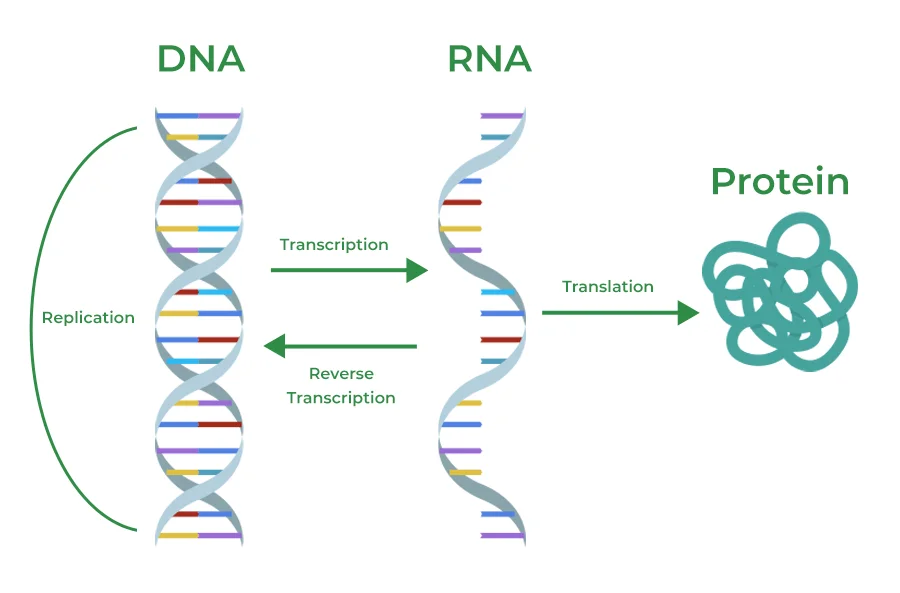 DNA
RNA
Protein
Transcription
Translation
Replication
Reverse
Transcription